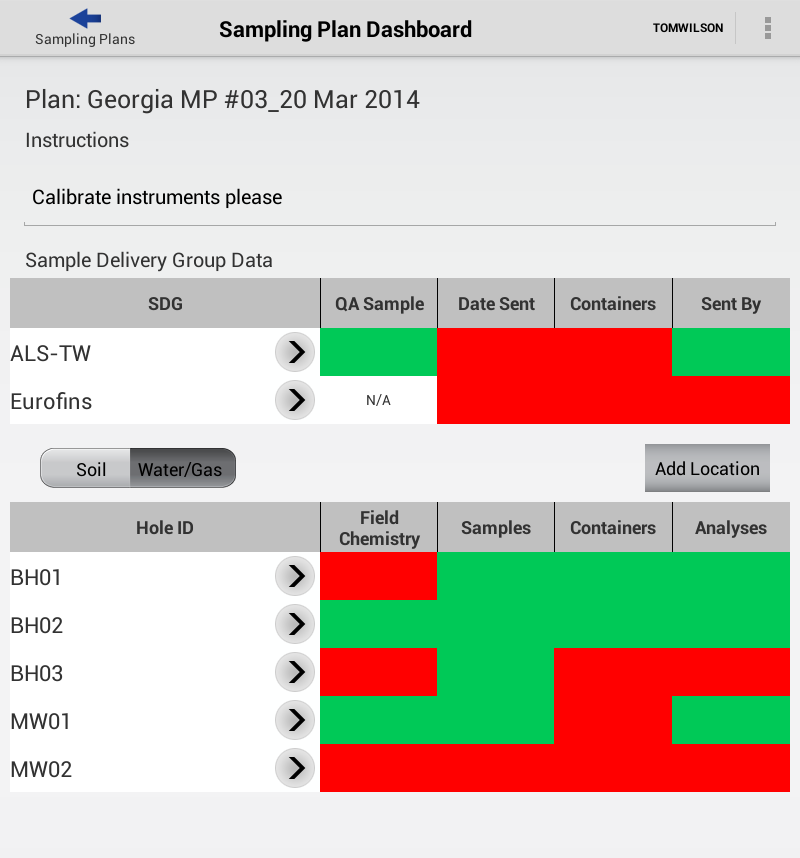 Sampling Plans
Sampling Plan Dashboard
TOMWILSON
Plan: Georgia MP #03_20 Mar 2014
Instructions
Calibrate instruments please
Sample Delivery Group Data
SDG QA Sample Date Sent Containers Sent By
ALS-TW
Eurofins N/A
Soil Water/Gas Add Location
Hole ID Field Chemistry Samples Containers Analyses
BH01
BH02
BH03
MW01
MW02